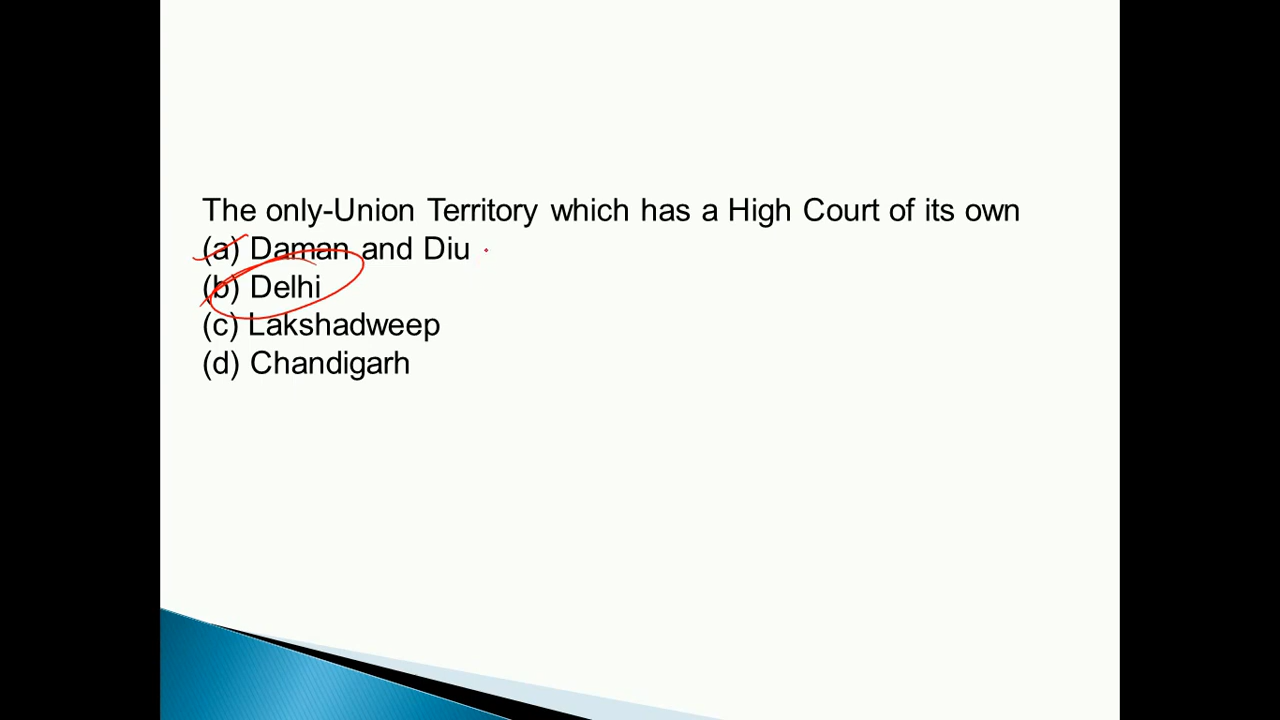 The only-Union Territory which has a High Court of its own
(a) Daman and Diu
(b) Delhi
(c) Lakshadweep
(d) Chandigarh